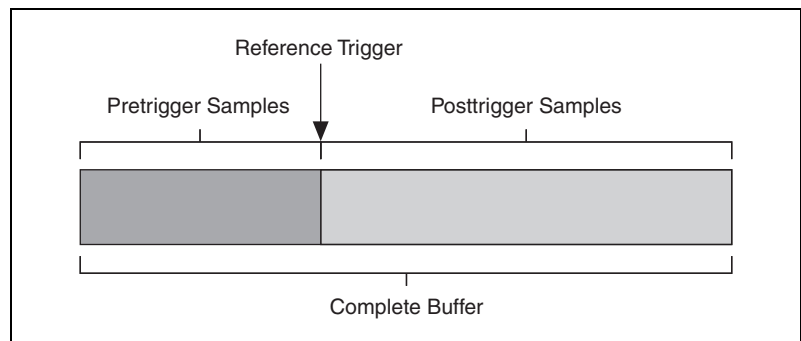 Reference Trigger
Pretrigger Samples
Posttrigger Samples
Complete Buffer